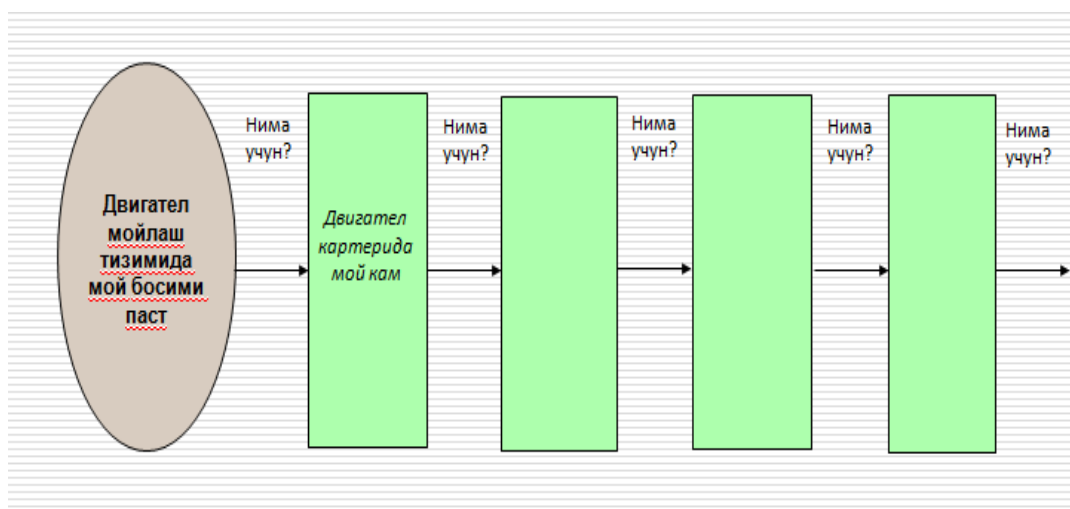 Двигател
мойлаш
тизимида
мой босими
паст
Нима
учун?
Двигател
картерида
мой кам
Нима
учун?
Нима
учун?
Нима
учун?
Нима
учун?